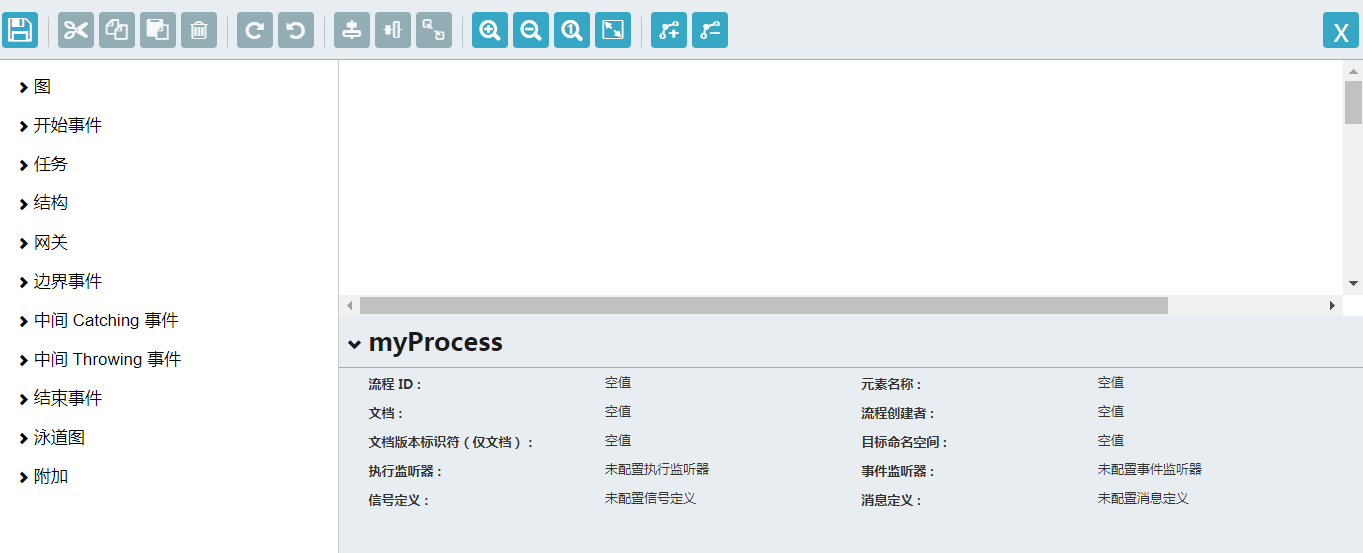 1
X
图
开始事件
任务
结构
网关
边界事件
中间 Catching 事件
中间 Throwing 事件
结束事件
泳道图
附加
myProcess
流程 ID： 空值 元素名称： 空值
文档： 空值 流程创建者： 空值
文档版本标识符（仅文档）： 空值 目标命名空间： 空值
执行监听器： 未配置执行监听器 事件监听器： 未配置事件监听器
信号定义： 未配置信号定义 消息定义： 未配置消息定义